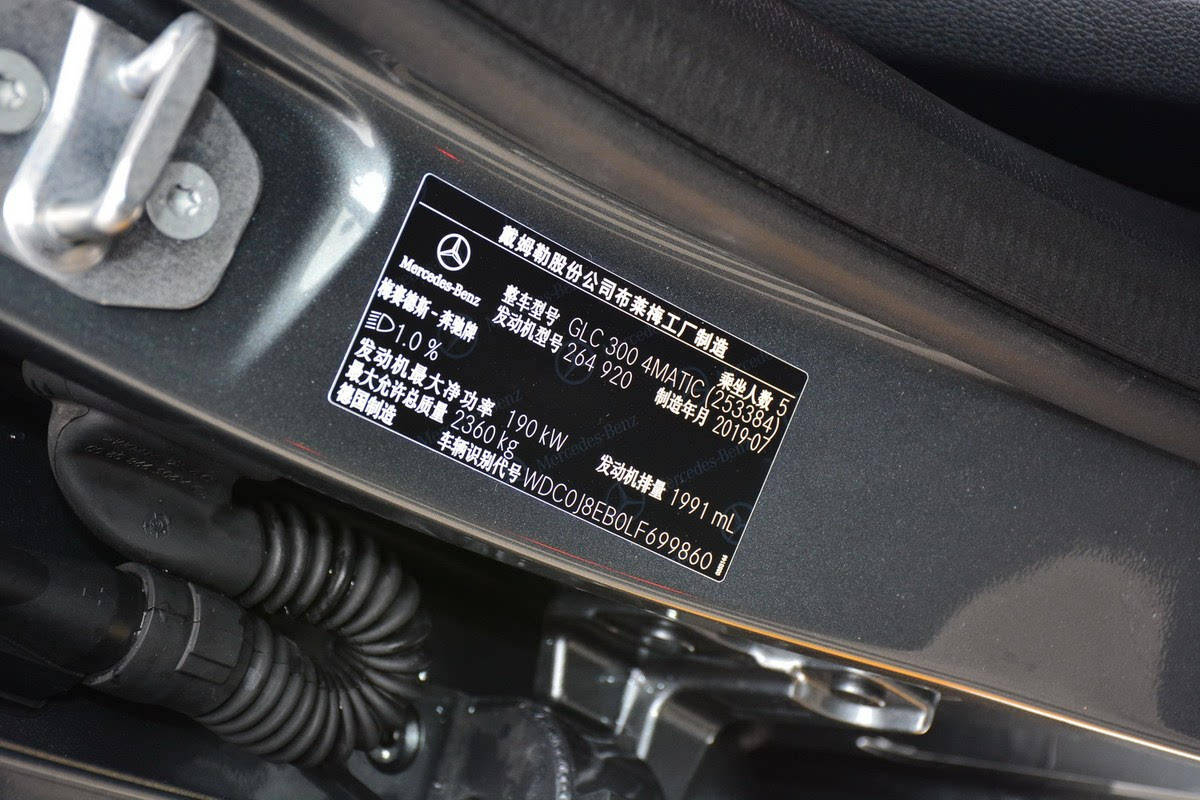 戴姆勒股份公司布莱梅工厂制造
Mercedes-Benz
梅赛德斯-奔驰牌
整车型号 GLC 300 4MATIC (253384)
乘坐人数 5
发动机型号 264 920
制造年月 2019-07
1.0 %
发动机最大净功率 190 kW
发动机排量 1991 mL
最大允许总质量 2360 kg
德国制造
车辆识别代号 WDC0J8EB0LF699860